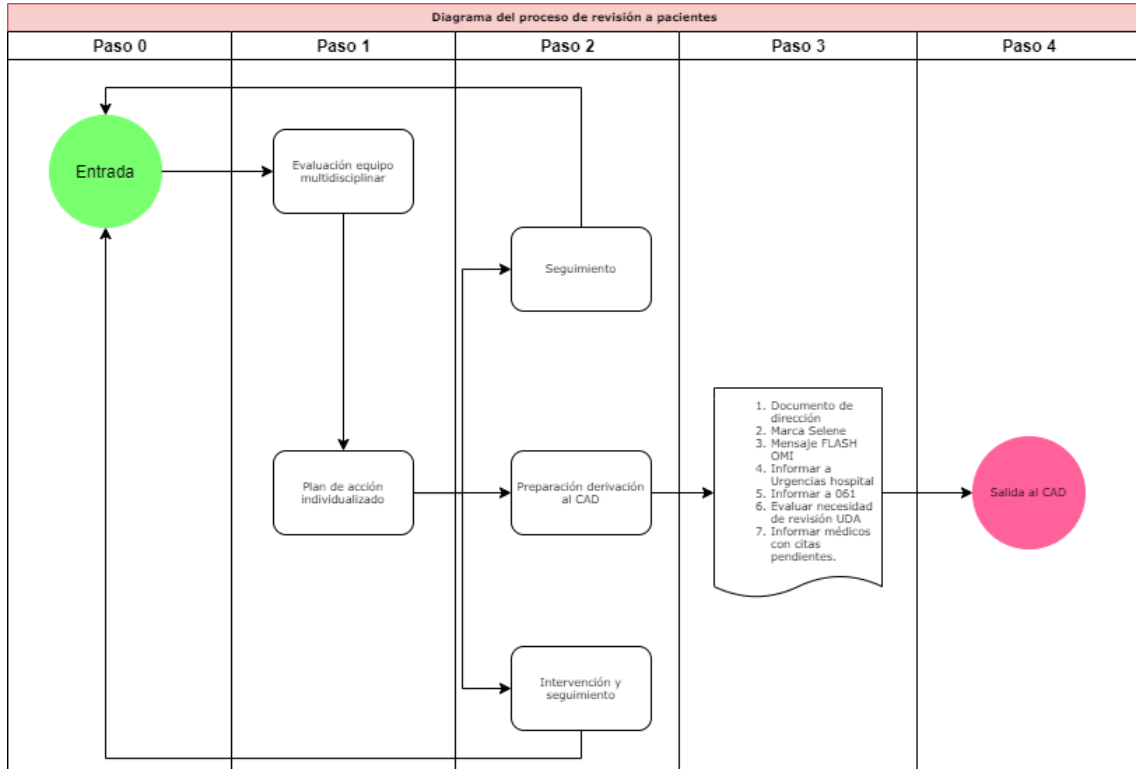 Diagrama del proceso de revisión a pacientes
Paso 0
Paso 1
Paso 2
Paso 3
Paso 4
Entrada
Evaluación equipo
multidisciplinar
Seguimiento
Plan de acción
individualizado
Preparación derivación
al CAD
1. Documento de
dirección
2. Marca Selene
3. Mensaje FLASH
OMI
4. Informar a
Urgencias hospital
5. Informar a 061
6. Evaluar necesidad
de revisión UDA
7. Informar médicos
con citas
pendientes.
Salida al CAD
Intervención y
seguimiento